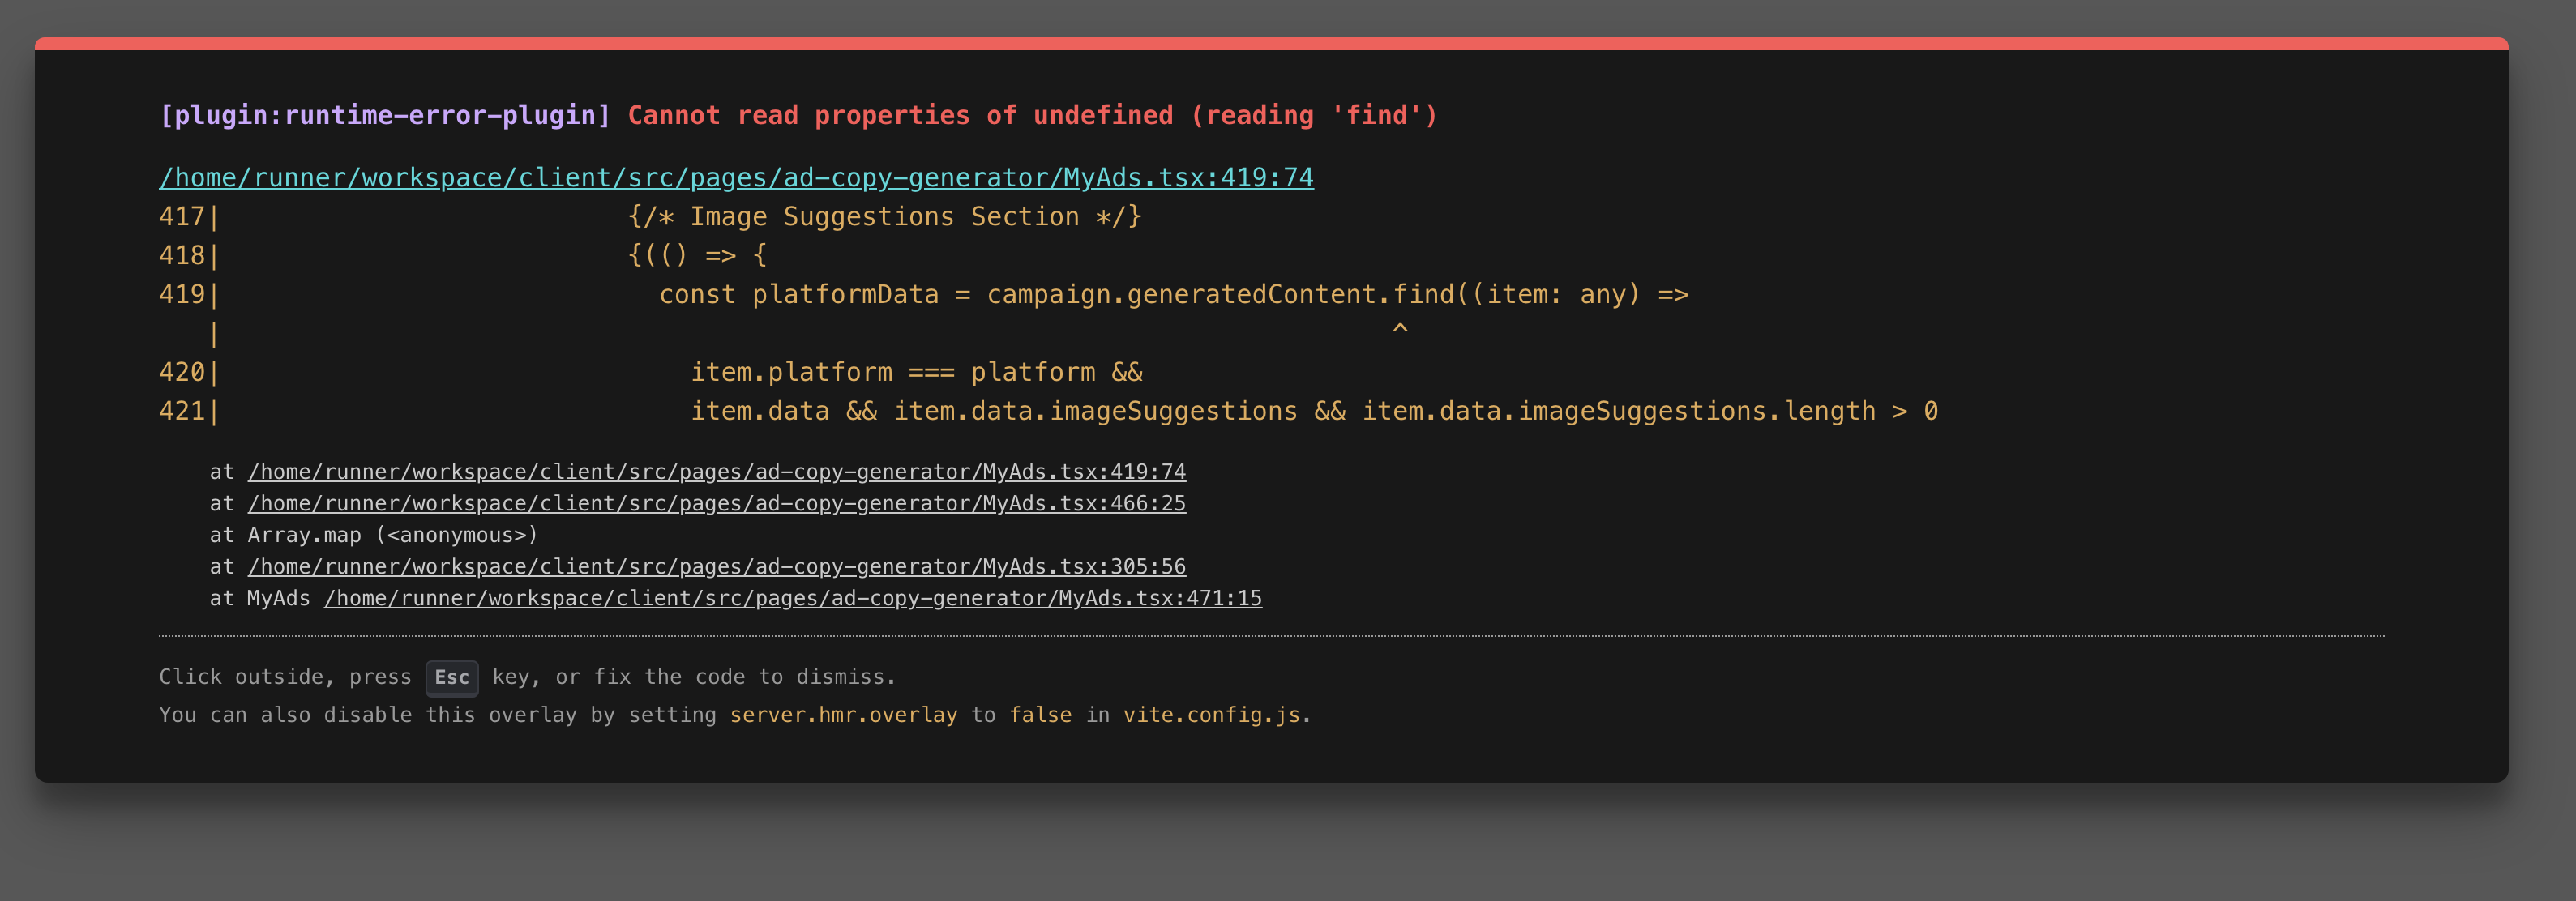 [plugin:runtime-error-plugin] Cannot read properties of undefined (reading 'find')
/home/runner/workspace/client/src/pages/ad-copy-generator/MyAds.tsx:419:74
417|                          {/* Image Suggestions Section */}
418|                          {(() => {
419|                            const platformData = campaign.generatedContent.find((item: any) =>
   |                                                                           ^
420|                              item.platform === platform &&
421|                              item.data && item.data.imageSuggestions && item.data.imageSuggestions.length > 0
at /home/runner/workspace/client/src/pages/ad-copy-generator/MyAds.tsx:419:74
at /home/runner/workspace/client/src/pages/ad-copy-generator/MyAds.tsx:466:25
at Array.map (<anonymous>)
at /home/runner/workspace/client/src/pages/ad-copy-generator/MyAds.tsx:305:56
at MyAds /home/runner/workspace/client/src/pages/ad-copy-generator/MyAds.tsx:471:15
Click outside, press Esc key, or fix the code to dismiss.
You can also disable this overlay by setting server.hmr.overlay to false in vite.config.js.